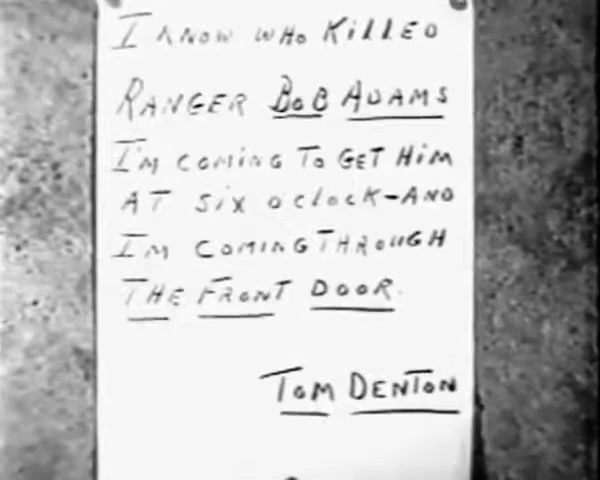 I KNOW WHO KILLED
RANGER BOB ADAMS
I'M COMING TO GET HIM
AT SIX O CLOCK-AND
I'M COMING THROUGH
THE FRONT DOOR.
TOM DENTON